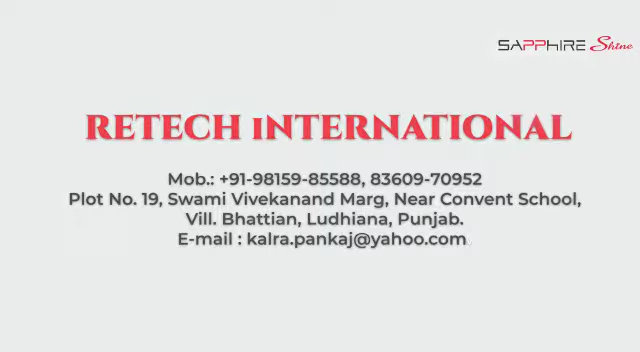 SAPPHIRE Shine
RETECH iNTERNATIONAL
Mob.: +91-98159-85588, 83609-70952
Plot No. 19, Swami Vivekanand Marg, Near Convent School,
Vill. Bhattian, Ludhiana, Punjab.
E-mail : kalra.pankaj@yahoo.com